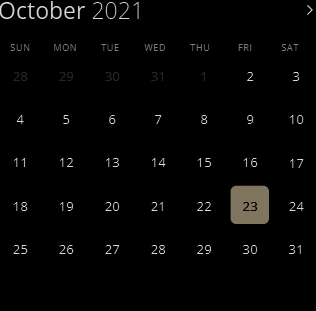 October 2021
SUN MON TUE WED THU FRI SAT
28 29 30 31 1 2 3
4 5 6 7 8 9 10
11 12 13 14 15 16 17
18 19 20 21 22 23 24
25 26 27 28 29 30 31